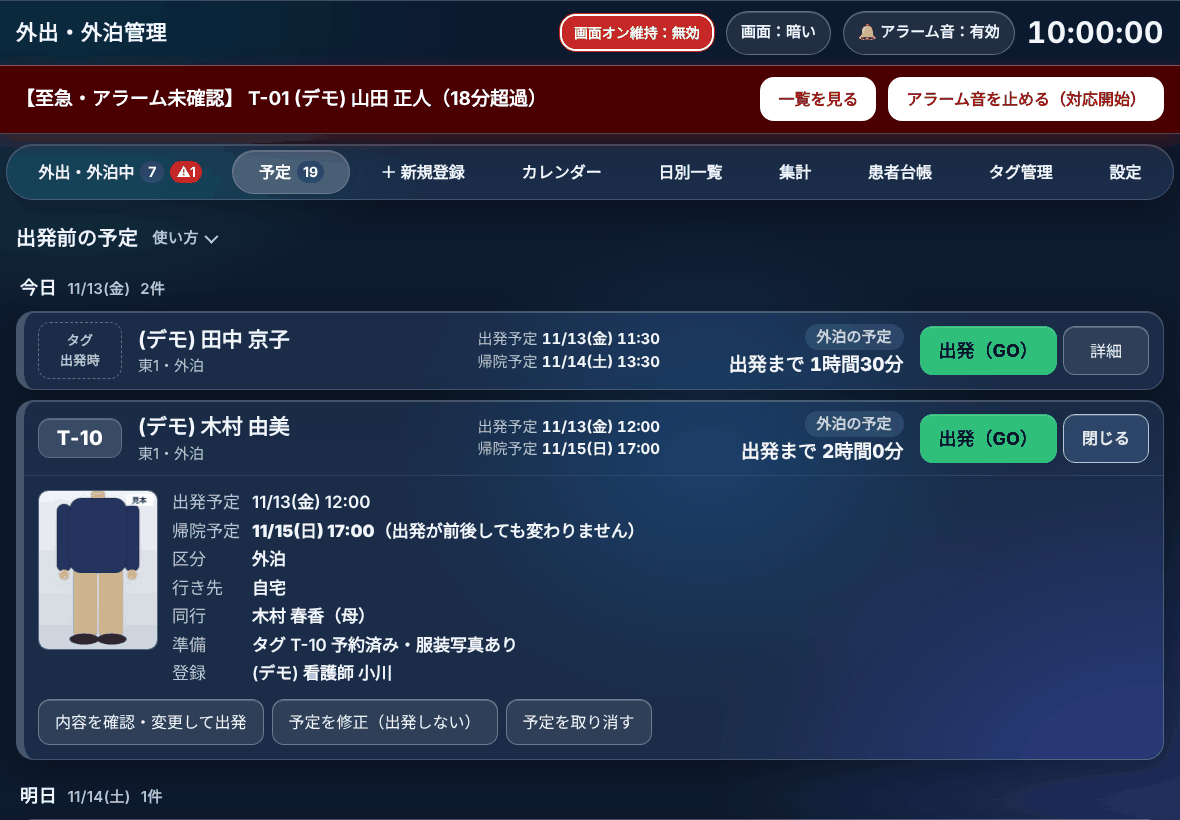 外出・外泊管理
画面オン維持：無効
画面：暗い
🔔 アラーム音：有効
10:00:00
【至急・アラーム未確認】 T-01 (デモ) 山田 正人（18分超過）
一覧を見る
アラーム音を止める（対応開始）
外出・外泊中 7 ▲1
予定 19
＋ 新規登録
カレンダー
日別一覧
集計
患者台帳
タグ管理
設定
出発前の予定 使い方
今日 11/13(金) 2件
タグ
出発時
(デモ) 田中 京子
東1・外泊
出発予定 11/13(金) 11:30
帰院予定 11/14(土) 13:30
外泊の予定
出発まで 1時間30分
出発（GO）
詳細
T-10
(デモ) 木村 由美
東1・外泊
出発予定 11/13(金) 12:00
帰院予定 11/15(日) 17:00
外泊の予定
出発まで 2時間0分
出発（GO）
閉じる
見本
出発予定 11/13(金) 12:00
帰院予定 11/15(日) 17:00（出発が前後しても変わりません）
区分 外泊
行き先 自宅
同行 木村 春香（母）
準備 タグ T-10 予約済み・服装写真あり
登録 (デモ) 看護師 小川
内容を確認・変更して出発
予定を修正（出発しない）
予定を取り消す
明日 11/14(土) 1件